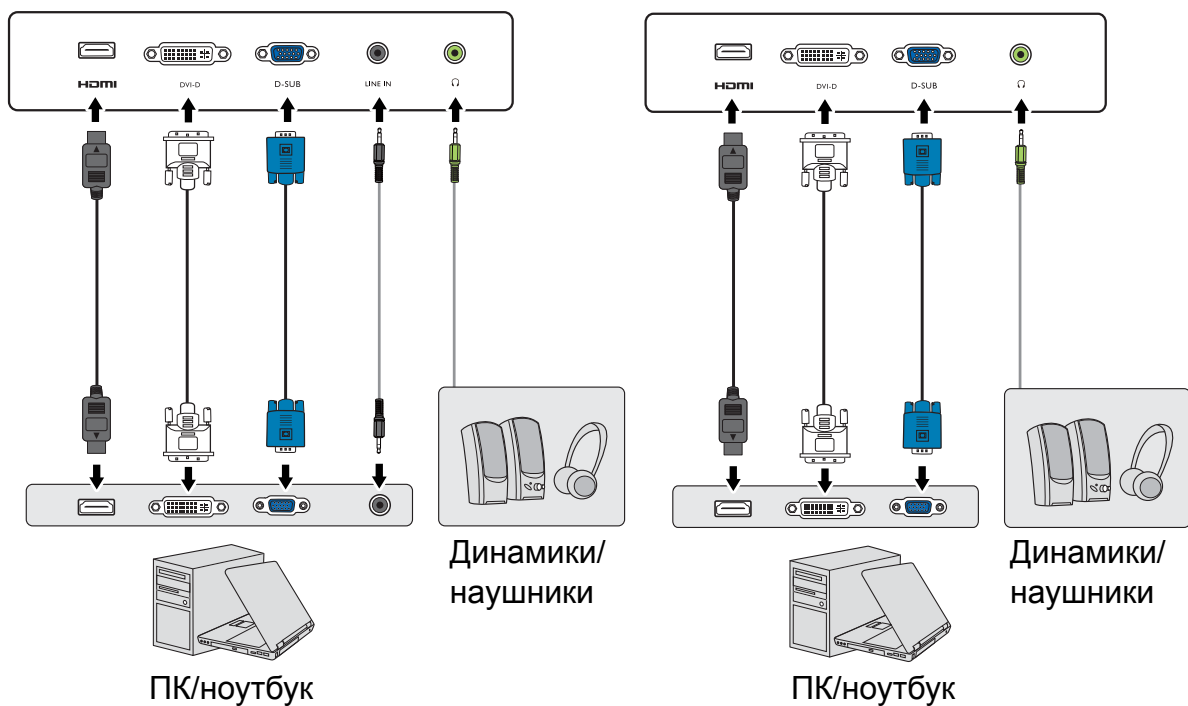 HDMI DVI-D D-SUB LINE IN
HDMI DVI-D D-SUB
Динамики/
наушники
ПК/ноутбук
Динамики/
наушники
ПК/ноутбук